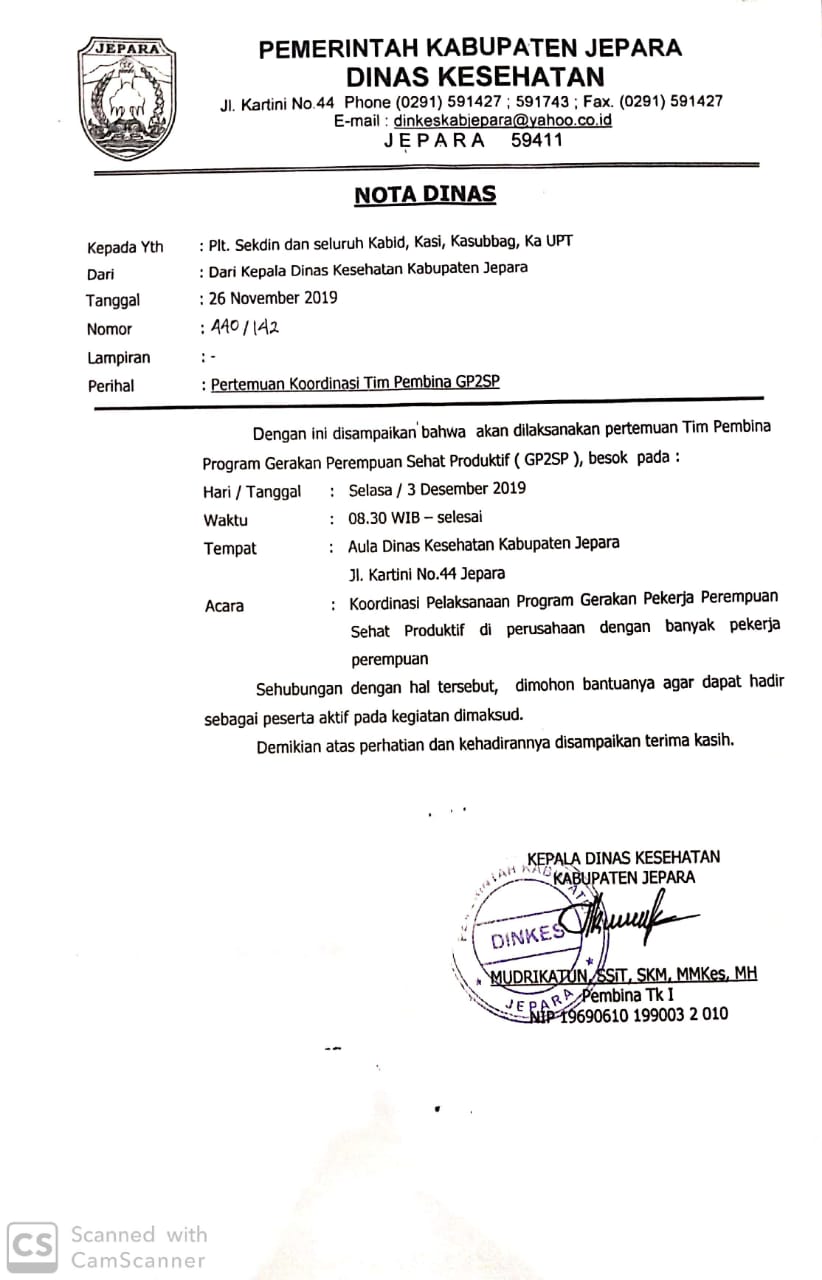 JEPARA
PEMERINTAH KABUPATEN JEPARA
DINAS KESEHATAN
Jl. Kartini No.44 Phone (0291) 591427 ; 591743 ; Fax. (0291) 591427
E-mail : dinkeskabjepara@yahoo.co.id
JEPARA 59411
NOTA DINAS
Kepada Yth : Plt. Sekdin dan seluruh Kabid, Kasi, Kasubbag, Ka UPT
Dari : Dari Kepala Dinas Kesehatan Kabupaten Jepara
Tanggal : 26 November 2019
Nomor : 440/142
Lampiran : -
Perihal : Pertemuan Koordinasi Tim Pembina GP2SP
Dengan ini disampaikan bahwa akan dilaksanakan pertemuan Tim Pembina
Program Gerakan Perempuan Sehat Produktif ( GP2SP ), besok pada :
Hari / Tanggal : Selasa / 3 Desember 2019
Waktu : 08.30 WIB – selesai
Tempat : Aula Dinas Kesehatan Kabupaten Jepara
Jl. Kartini No.44 Jepara
Acara : Koordinasi Pelaksanaan Program Gerakan Pekerja Perempuan
Sehat Produktif di perusahaan dengan banyak pekerja
perempuan
Sehubungan dengan hal tersebut, dimohon bantuanya agar dapat hadir
sebagai peserta aktif pada kegiatan dimaksud.
Demikian atas perhatian dan kehadirannya disampaikan terima kasih.
KEPALA DINAS KESEHATAN
KABUPATEN JEPARA
DINKES
JEPARA
MUDRIKATUN, SSiT, SKM, MMKes, MH
Pembina Tk I
NIP 19690610 199003 2 010
CS Scanned with
CamScanner